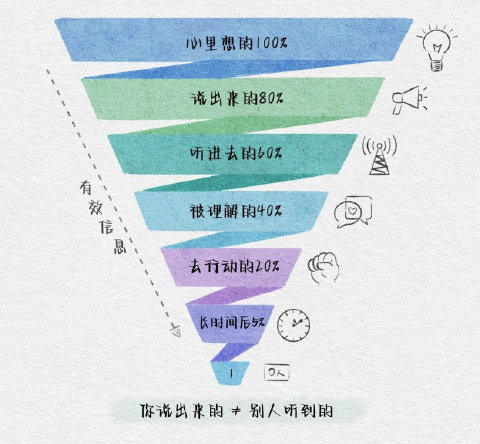 心里想的100%
说出来的80%
听进去的60%
被理解的40%
去行动的20%
长时间后5%
1
有效信息
你说出来的 ≠ 别人听到的